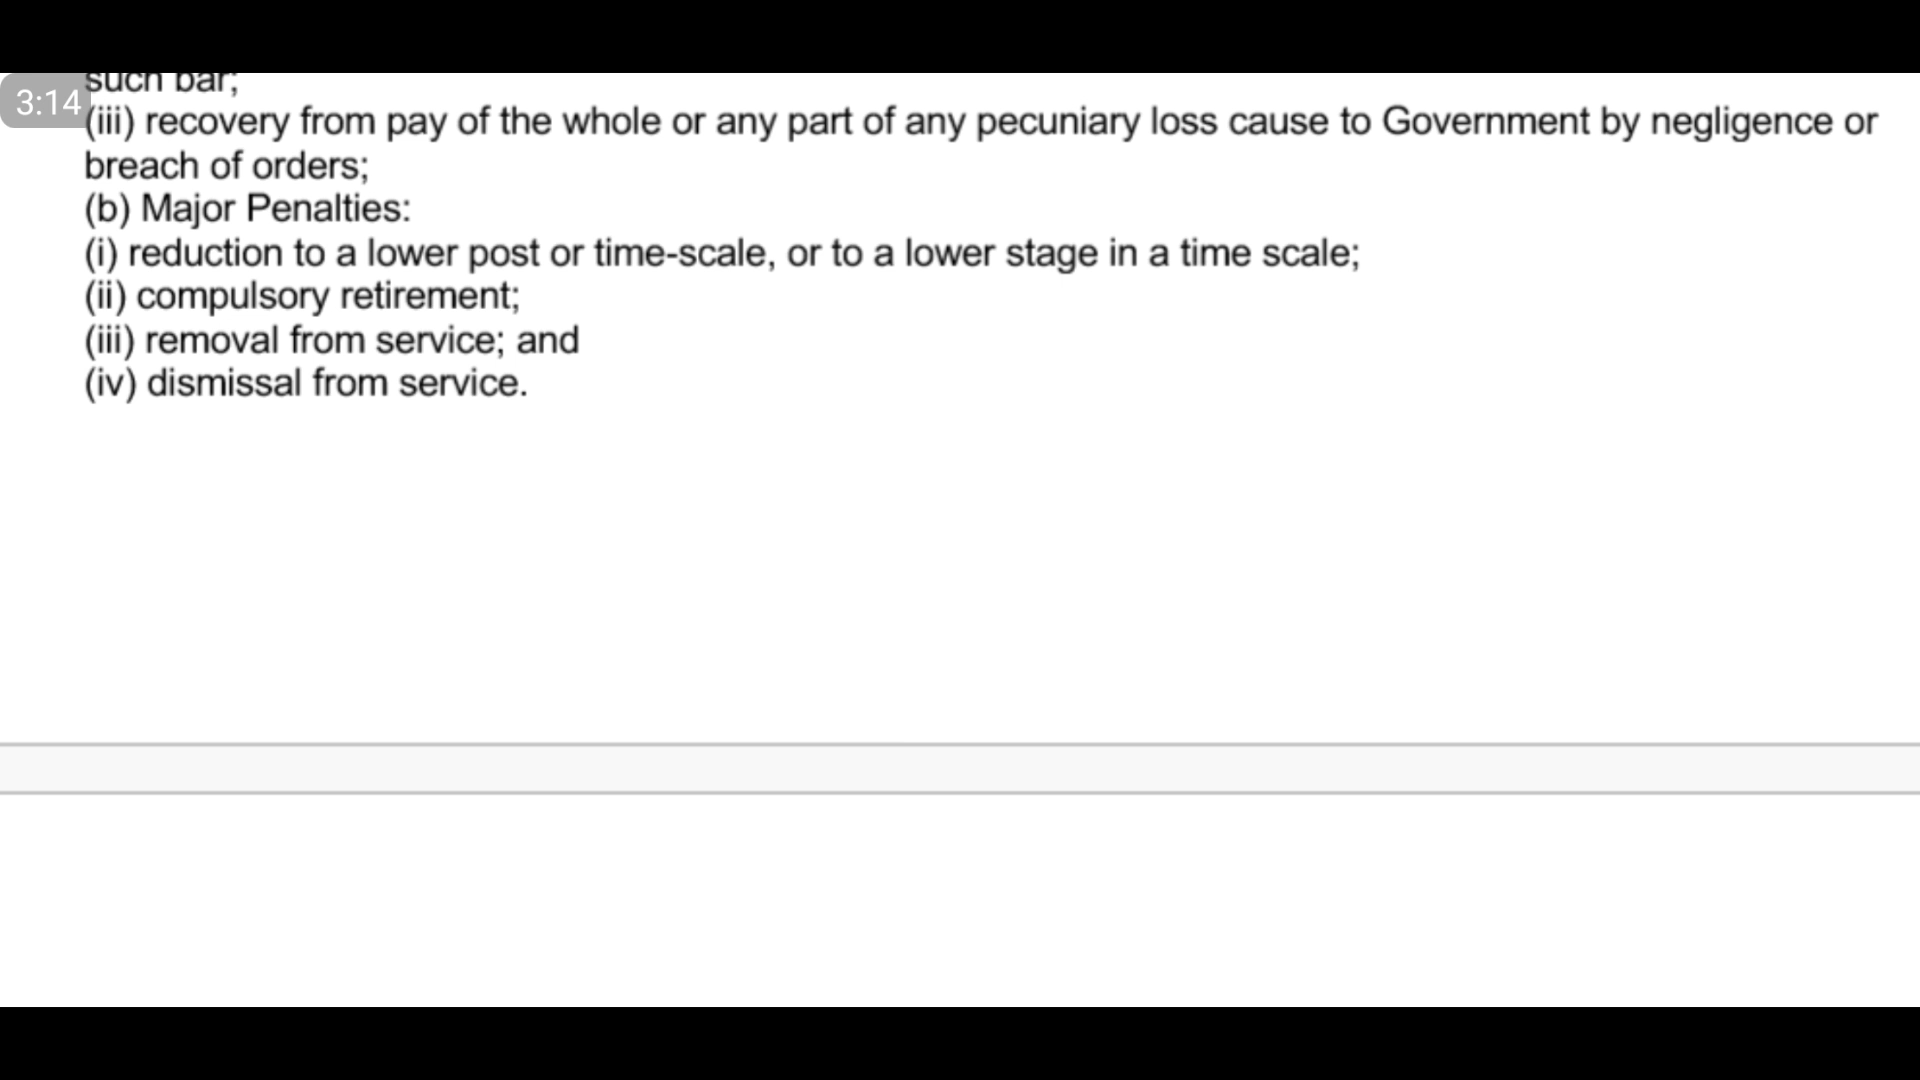 such bar;
3:14
(iii) recovery from pay of the whole or any part of any pecuniary loss cause to Government by negligence or
breach of orders;
(b) Major Penalties:
(i) reduction to a lower post or time-scale, or to a lower stage in a time scale;
(ii) compulsory retirement;
(iii) removal from service; and
(iv) dismissal from service.